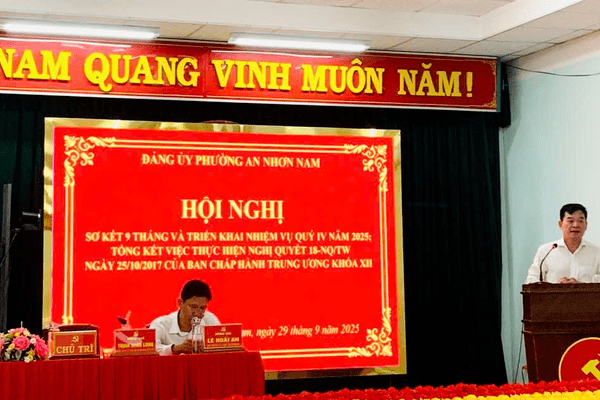 NAM QUANG VINH MUÔN NĂM!
ĐẢNG ỦY PHƯỜNG AN NHƠN NAM
HỘI NGHỊ
SƠ KẾT 9 THÁNG VÀ TRIỂN KHAI NHIỆM VỤ QUÝ IV NĂM 2025;
TỔNG KẾT VIỆC THỰC HIỆN NGHỊ QUYẾT 18-NQ/TW
NGÀY 25/10/2017 CỦA BAN CHẤP HÀNH TRUNG ƯƠNG KHÓA XII
ngày 29 tháng 9 năm 2025
CHỦ TRÌ
LÊ HOÀI AN